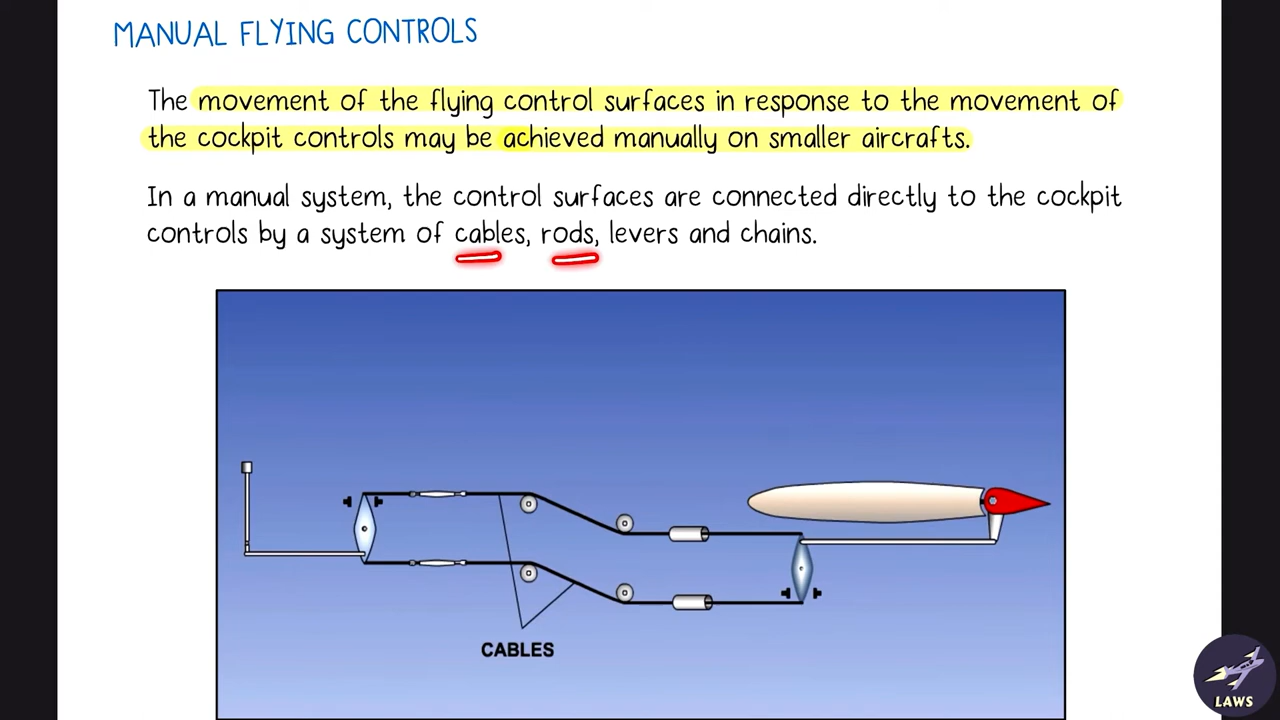 MANUAL FLYING CONTROLS
The movement of the flying control surfaces in response to the movement of
the cockpit controls may be achieved manually on smaller aircrafts.
In a manual system, the control surfaces are connected directly to the cockpit
controls by a system of cables, rods, levers and chains.
CABLES
LAWS